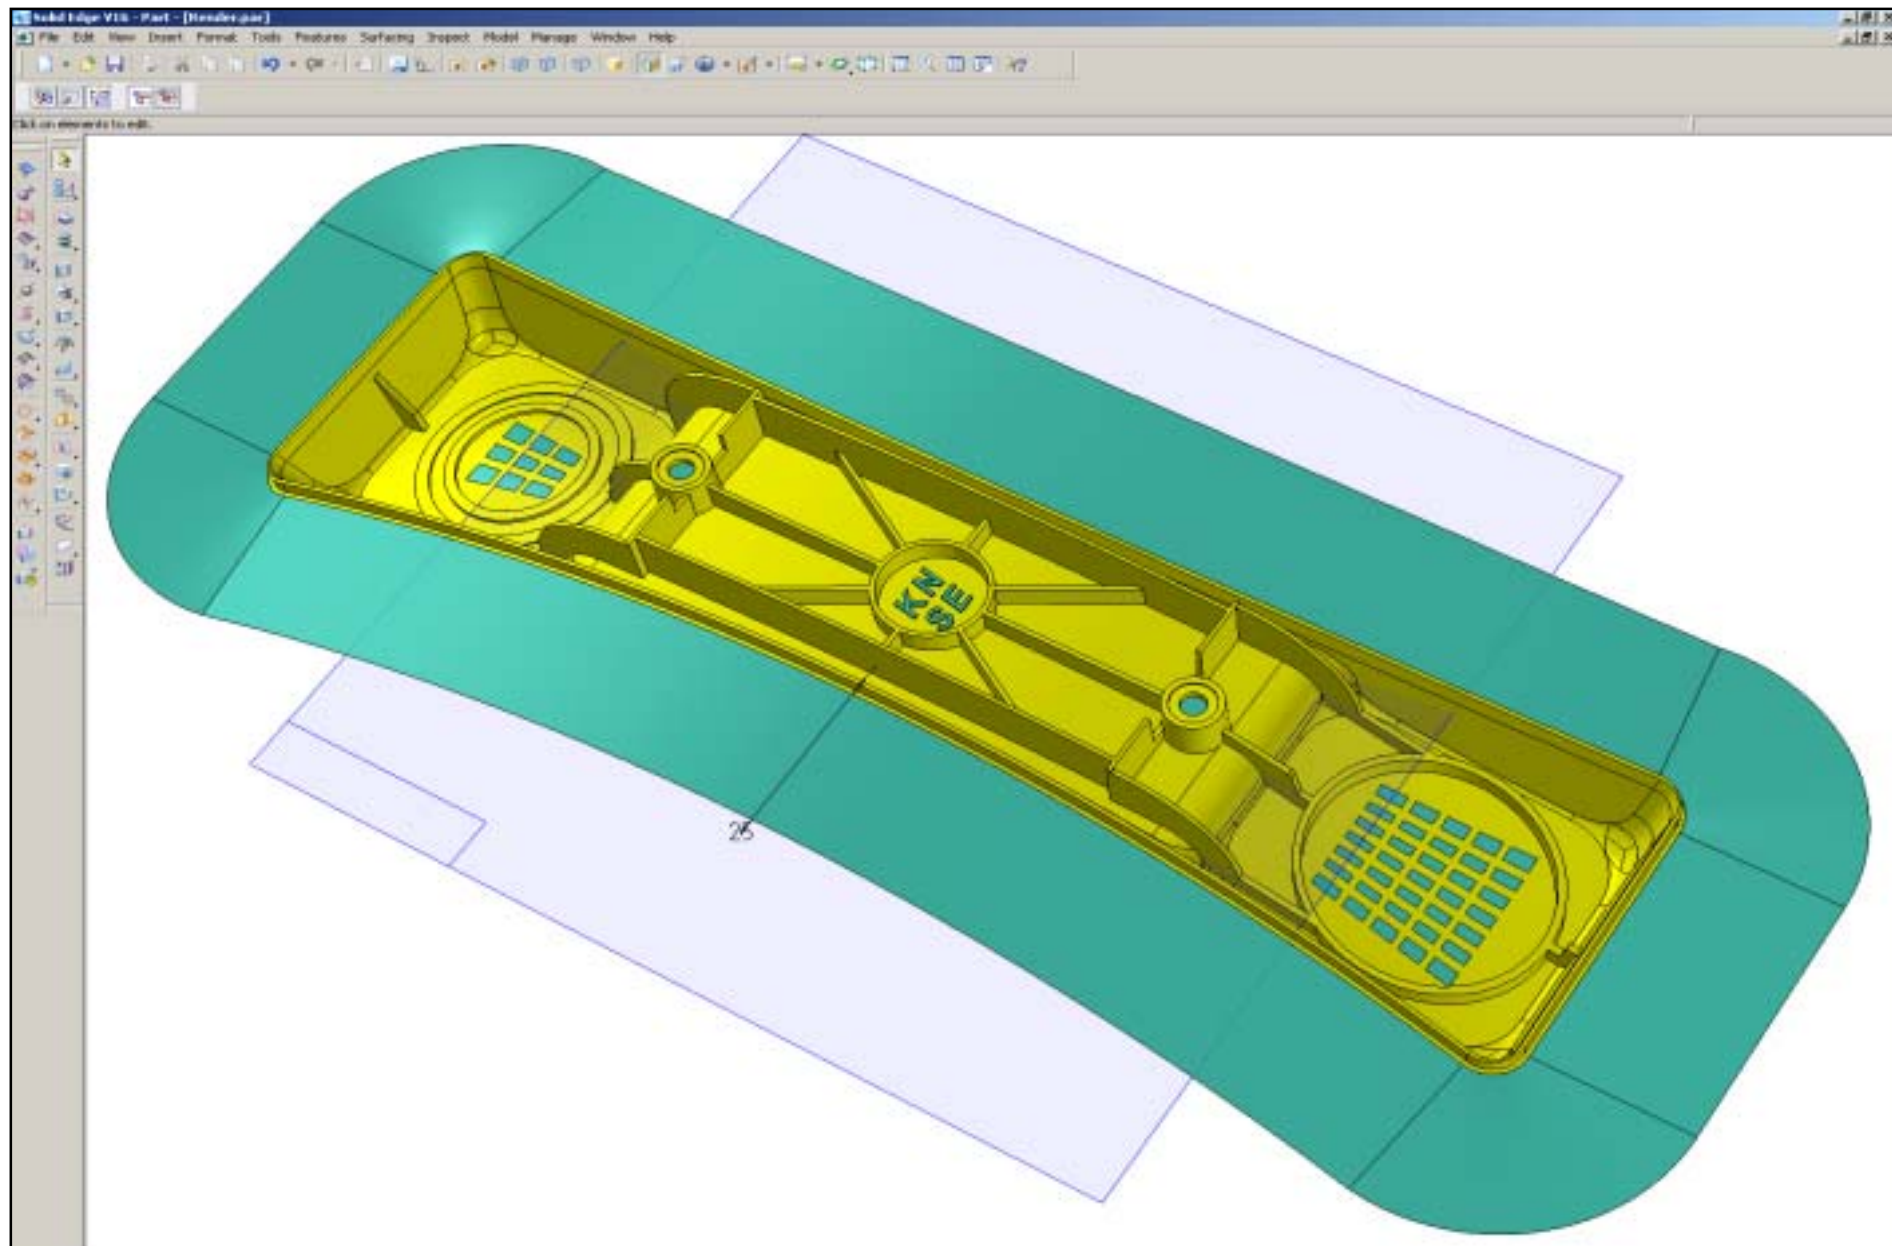 Solid Edge V16 - Part - [Render.par]
File Edit View Insert Format Tools Features Surfacing Inspect Model Manage Window Help
Click on elements to edit.
KN
SE
25